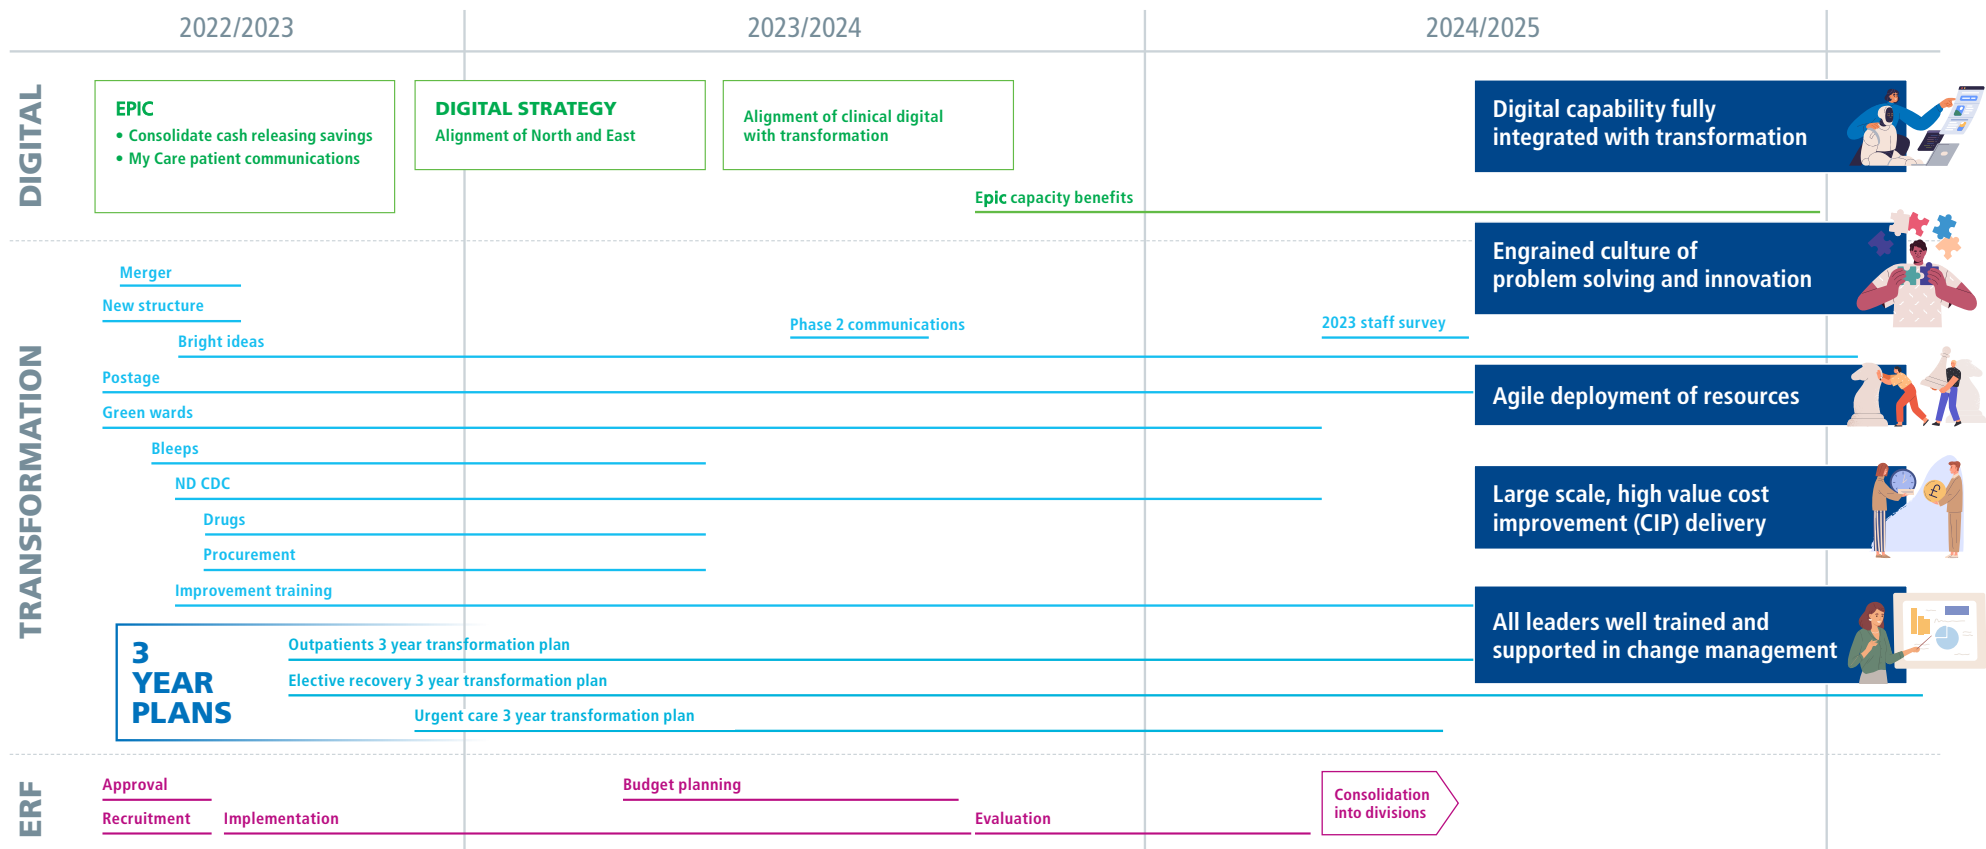 2022/2023
2023/2024
2024/2025
DIGITAL
EPIC
• Consolidate cash releasing savings
• My Care patient communications
DIGITAL STRATEGY
Alignment of North and East
Alignment of clinical digital
with transformation
Epic capacity benefits
Digital capability fully
integrated with transformation
TRANSFORMATION
Merger
New structure
Bright ideas
Phase 2 communications
2023 staff survey
Postage
Green wards
Bleeps
ND CDC
Drugs
Procurement
Improvement training
3
YEAR
PLANS
Outpatients 3 year transformation plan
Elective recovery 3 year transformation plan
Urgent care 3 year transformation plan
Engrained culture of
problem solving and innovation
Agile deployment of resources
Large scale, high value cost
improvement (CIP) delivery
£
All leaders well trained and
supported in change management
ERF
Approval
Recruitment
Implementation
Budget planning
Evaluation
Consolidation
into divisions